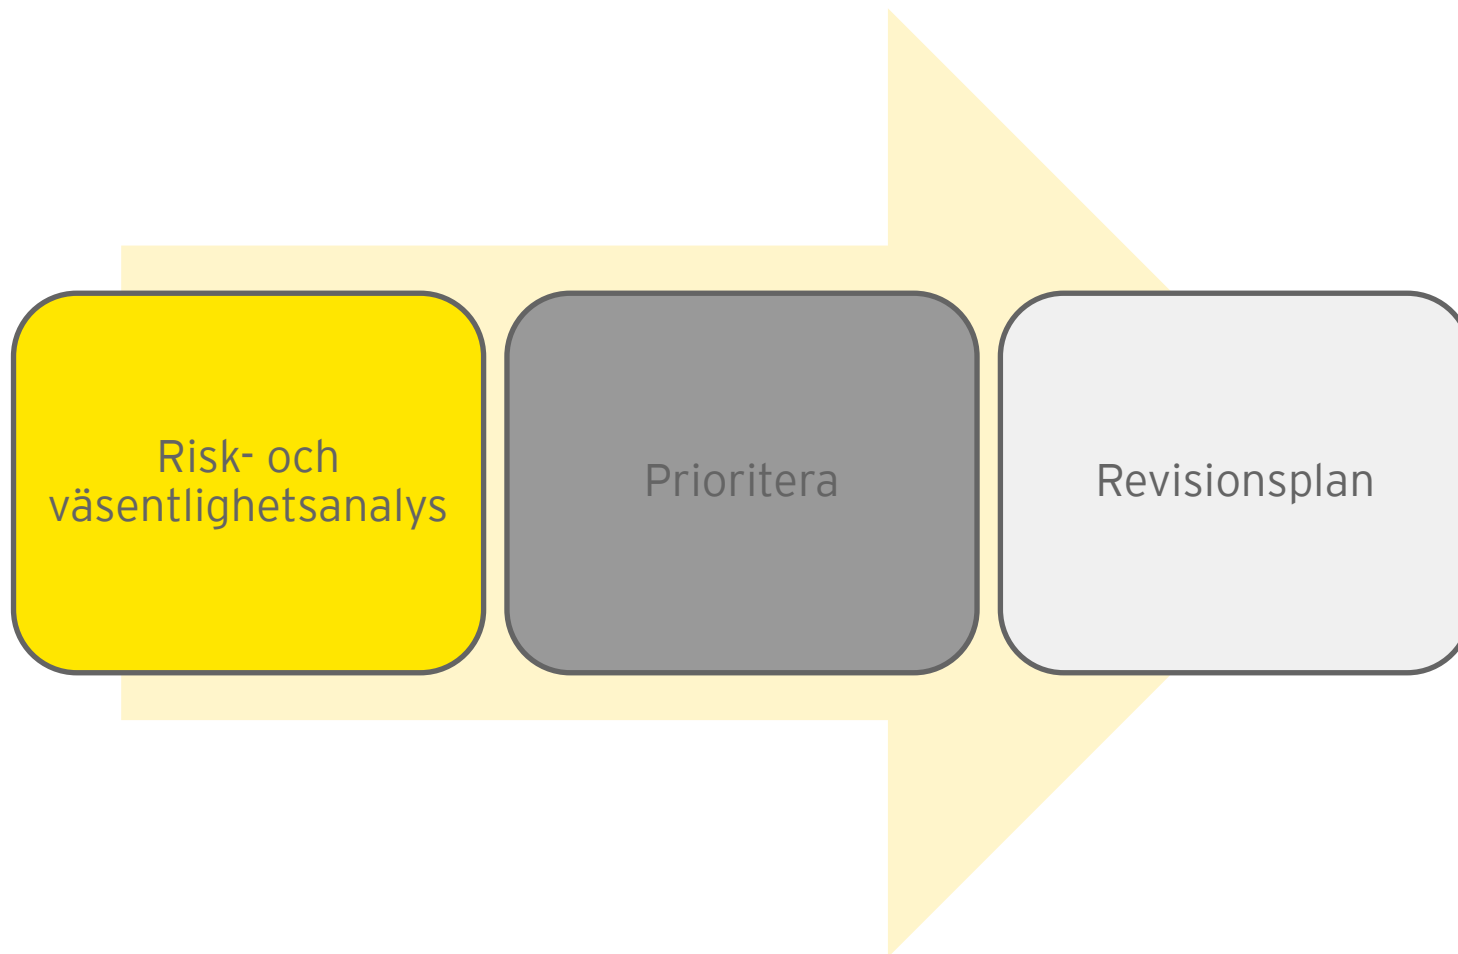 Risk- och
väsentlighetsanalys
Prioritera
Revisionsplan